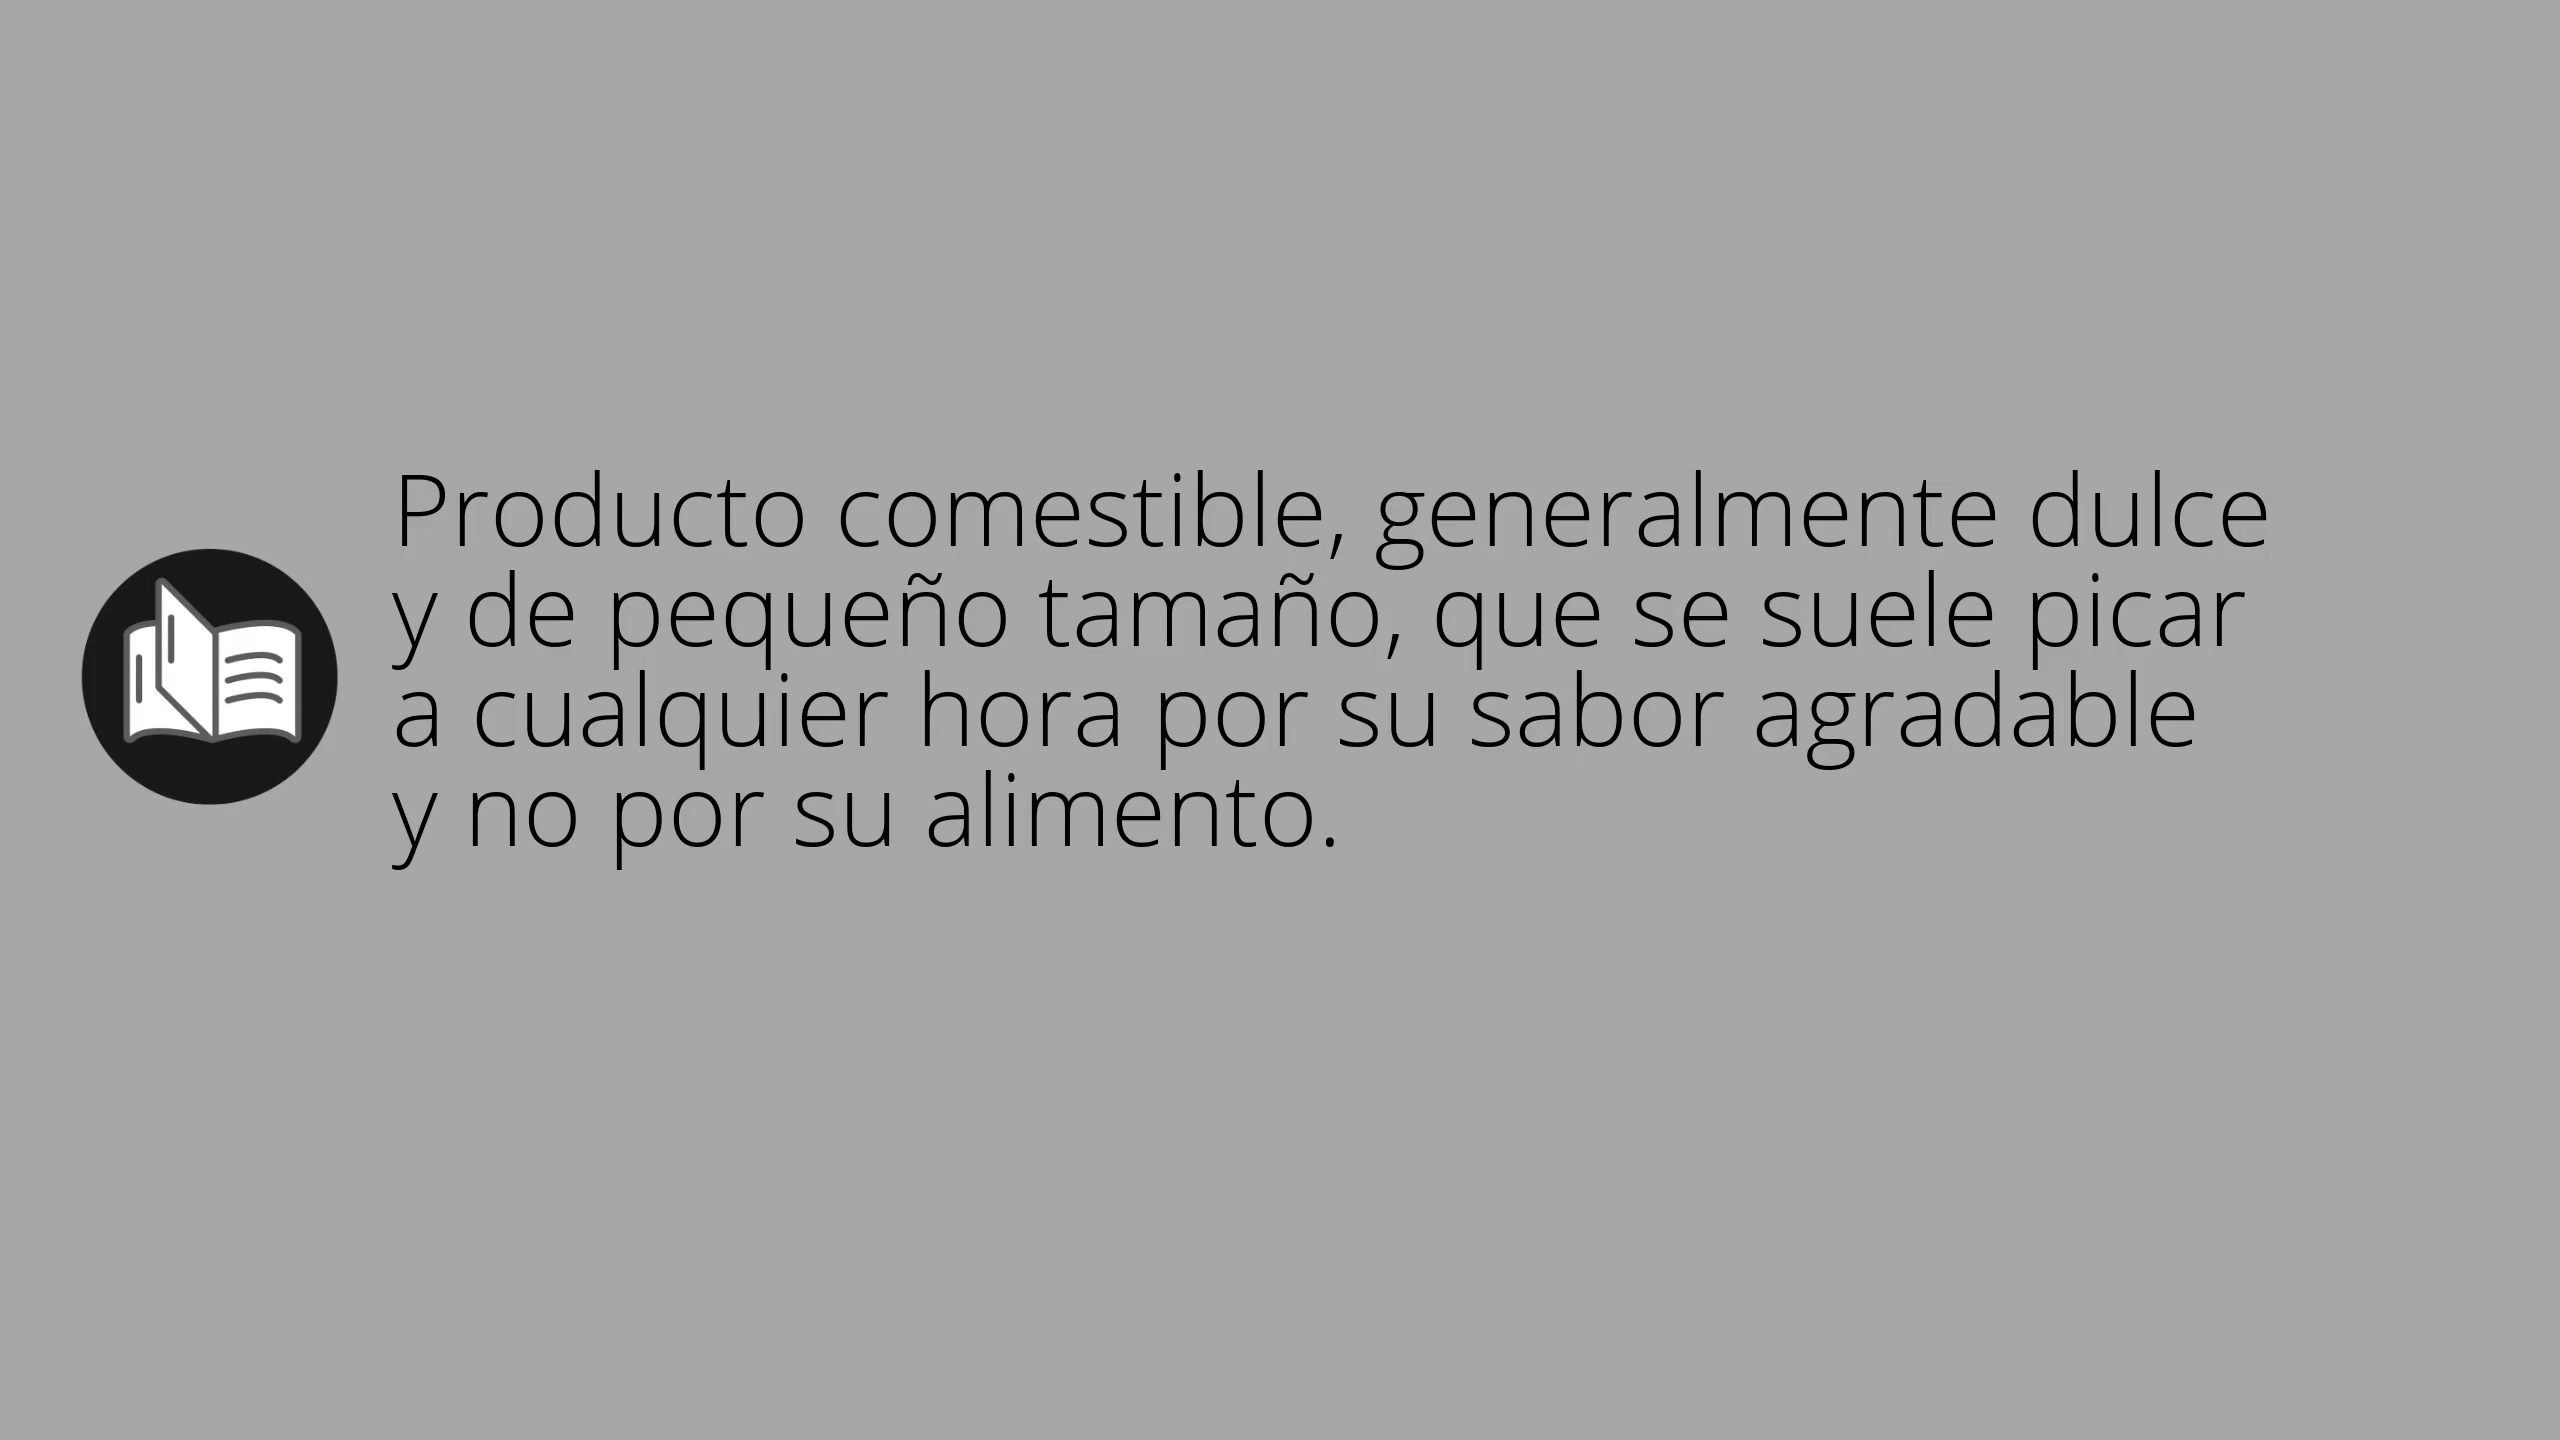 Producto comestible, generalmente dulce
y de pequeño tamaño, que se suele picar
a cualquier hora por su sabor agradable
y no por su alimento.